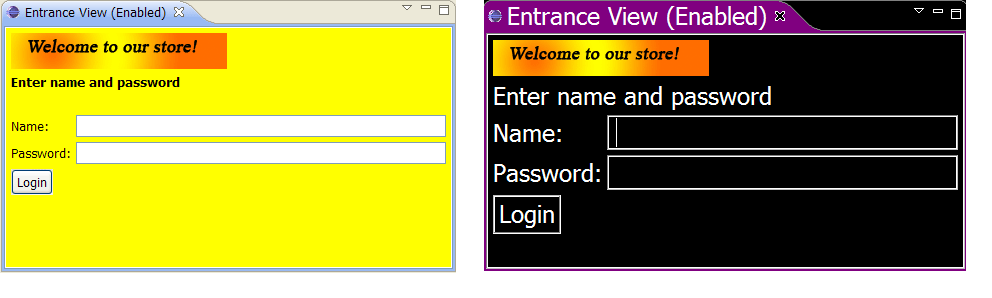 Entrance View (Enabled)
Welcome to our store!
Enter name and password
Name:
Password:
Login
Entrance View (Enabled)
Welcome to our store!
Enter name and password
Name:
Password:
Login